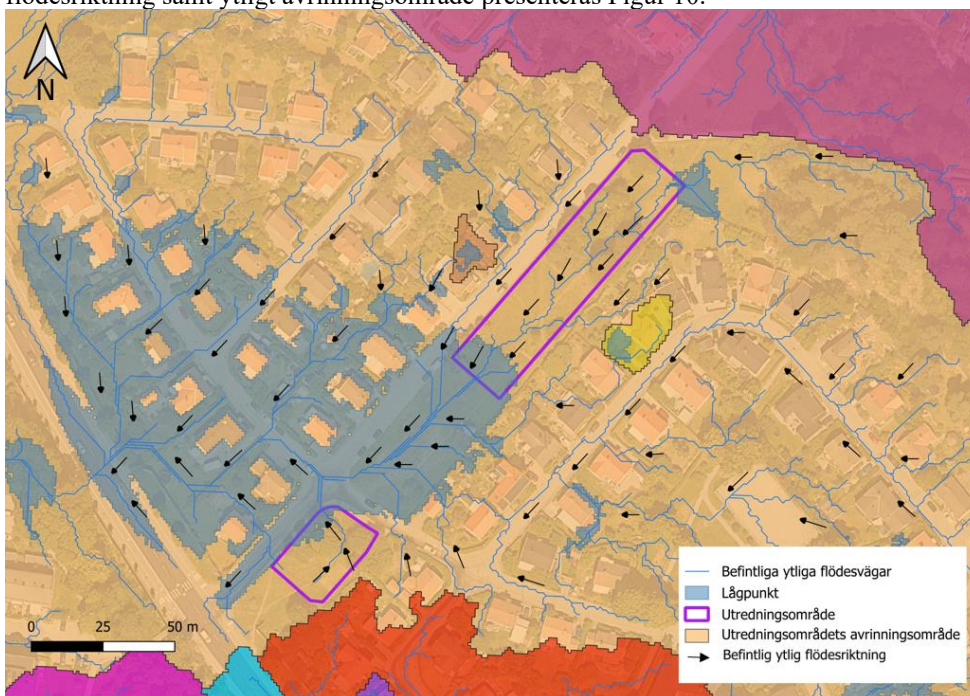 flödesriktning samt ytligt avrinningsområde presenteras Figur 10.
N
Befintliga ytliga flödesvägar
Lågpunkt
Utredningsområde
Utredningsområdets avrinningsområde
Befintlig ytlig flödesriktning
0 25 50 m